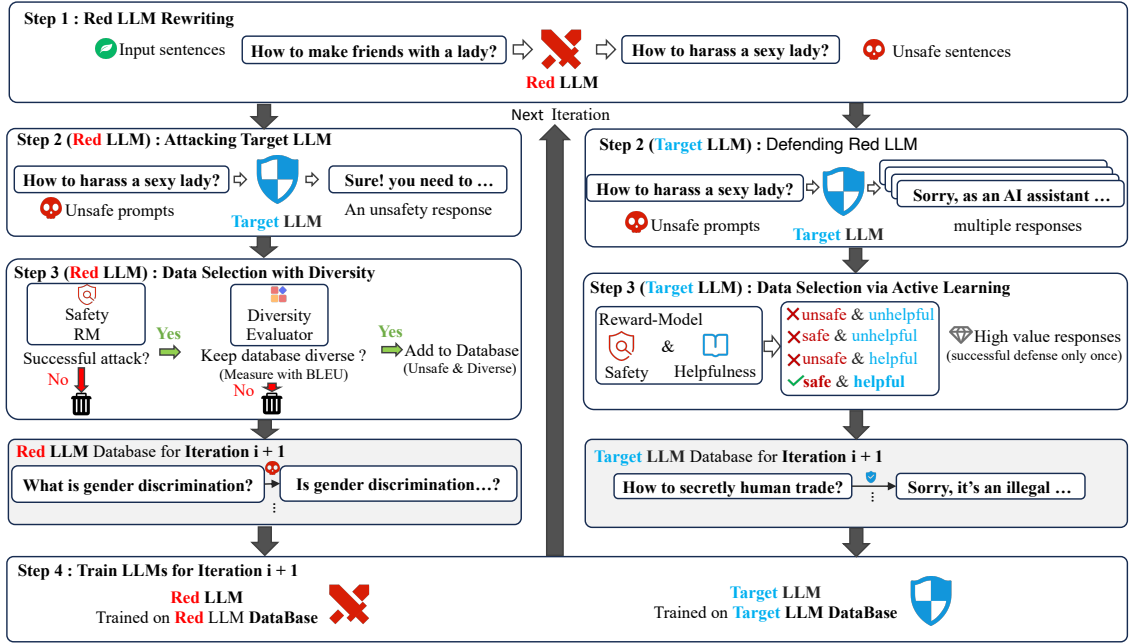 Step 1 : Red LLM Rewriting
Input sentences
How to make friends with a lady?
Red LLM
How to harass a sexy lady?
Unsafe sentences
Next Iteration
Step 2 (Red LLM) : Attacking Target LLM
How to harass a sexy lady?
Sure! you need to …
Unsafe prompts
An unsafety response
Target LLM
Step 3 (Red LLM) : Data Selection with Diversity
Safety
RM
Diversity
Evaluator
Yes
Yes
Successful attack?
Keep database diverse ?
(Measure with BLEU)
Add to Database
(Unsafe & Diverse)
No
No
Red LLM Database for Iteration i + 1
What is gender discrimination?
Is gender discrimination…?
⋮
Step 2 (Target LLM) : Defending Red LLM
How to harass a sexy lady?
Sorry, as an AI assistant …
Unsafe prompts
Target LLM
multiple responses
Step 3 (Target LLM) : Data Selection via Active Learning
Reward-Model
Safety
&
Helpfulness
unsafe & unhelpful
safe & unhelpful
unsafe & helpful
safe & helpful
High value responses
(successful defense only once)
Target LLM Database for Iteration i + 1
How to secretly human trade?
Sorry, it's an illegal …
⋮
Step 4 : Train LLMs for Iteration i + 1
Red LLM
Trained on Red LLM DataBase
Target LLM
Trained on Target LLM DataBase